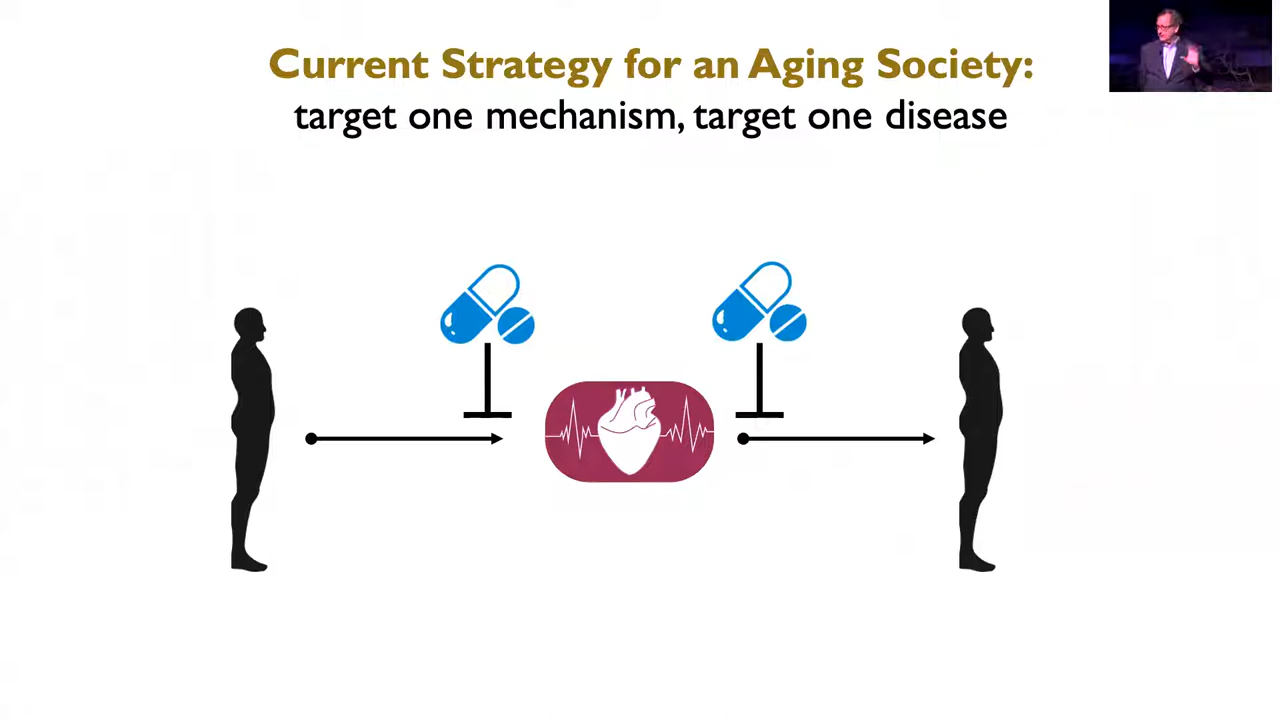 Current Strategy for an Aging Society:
target one mechanism, target one disease